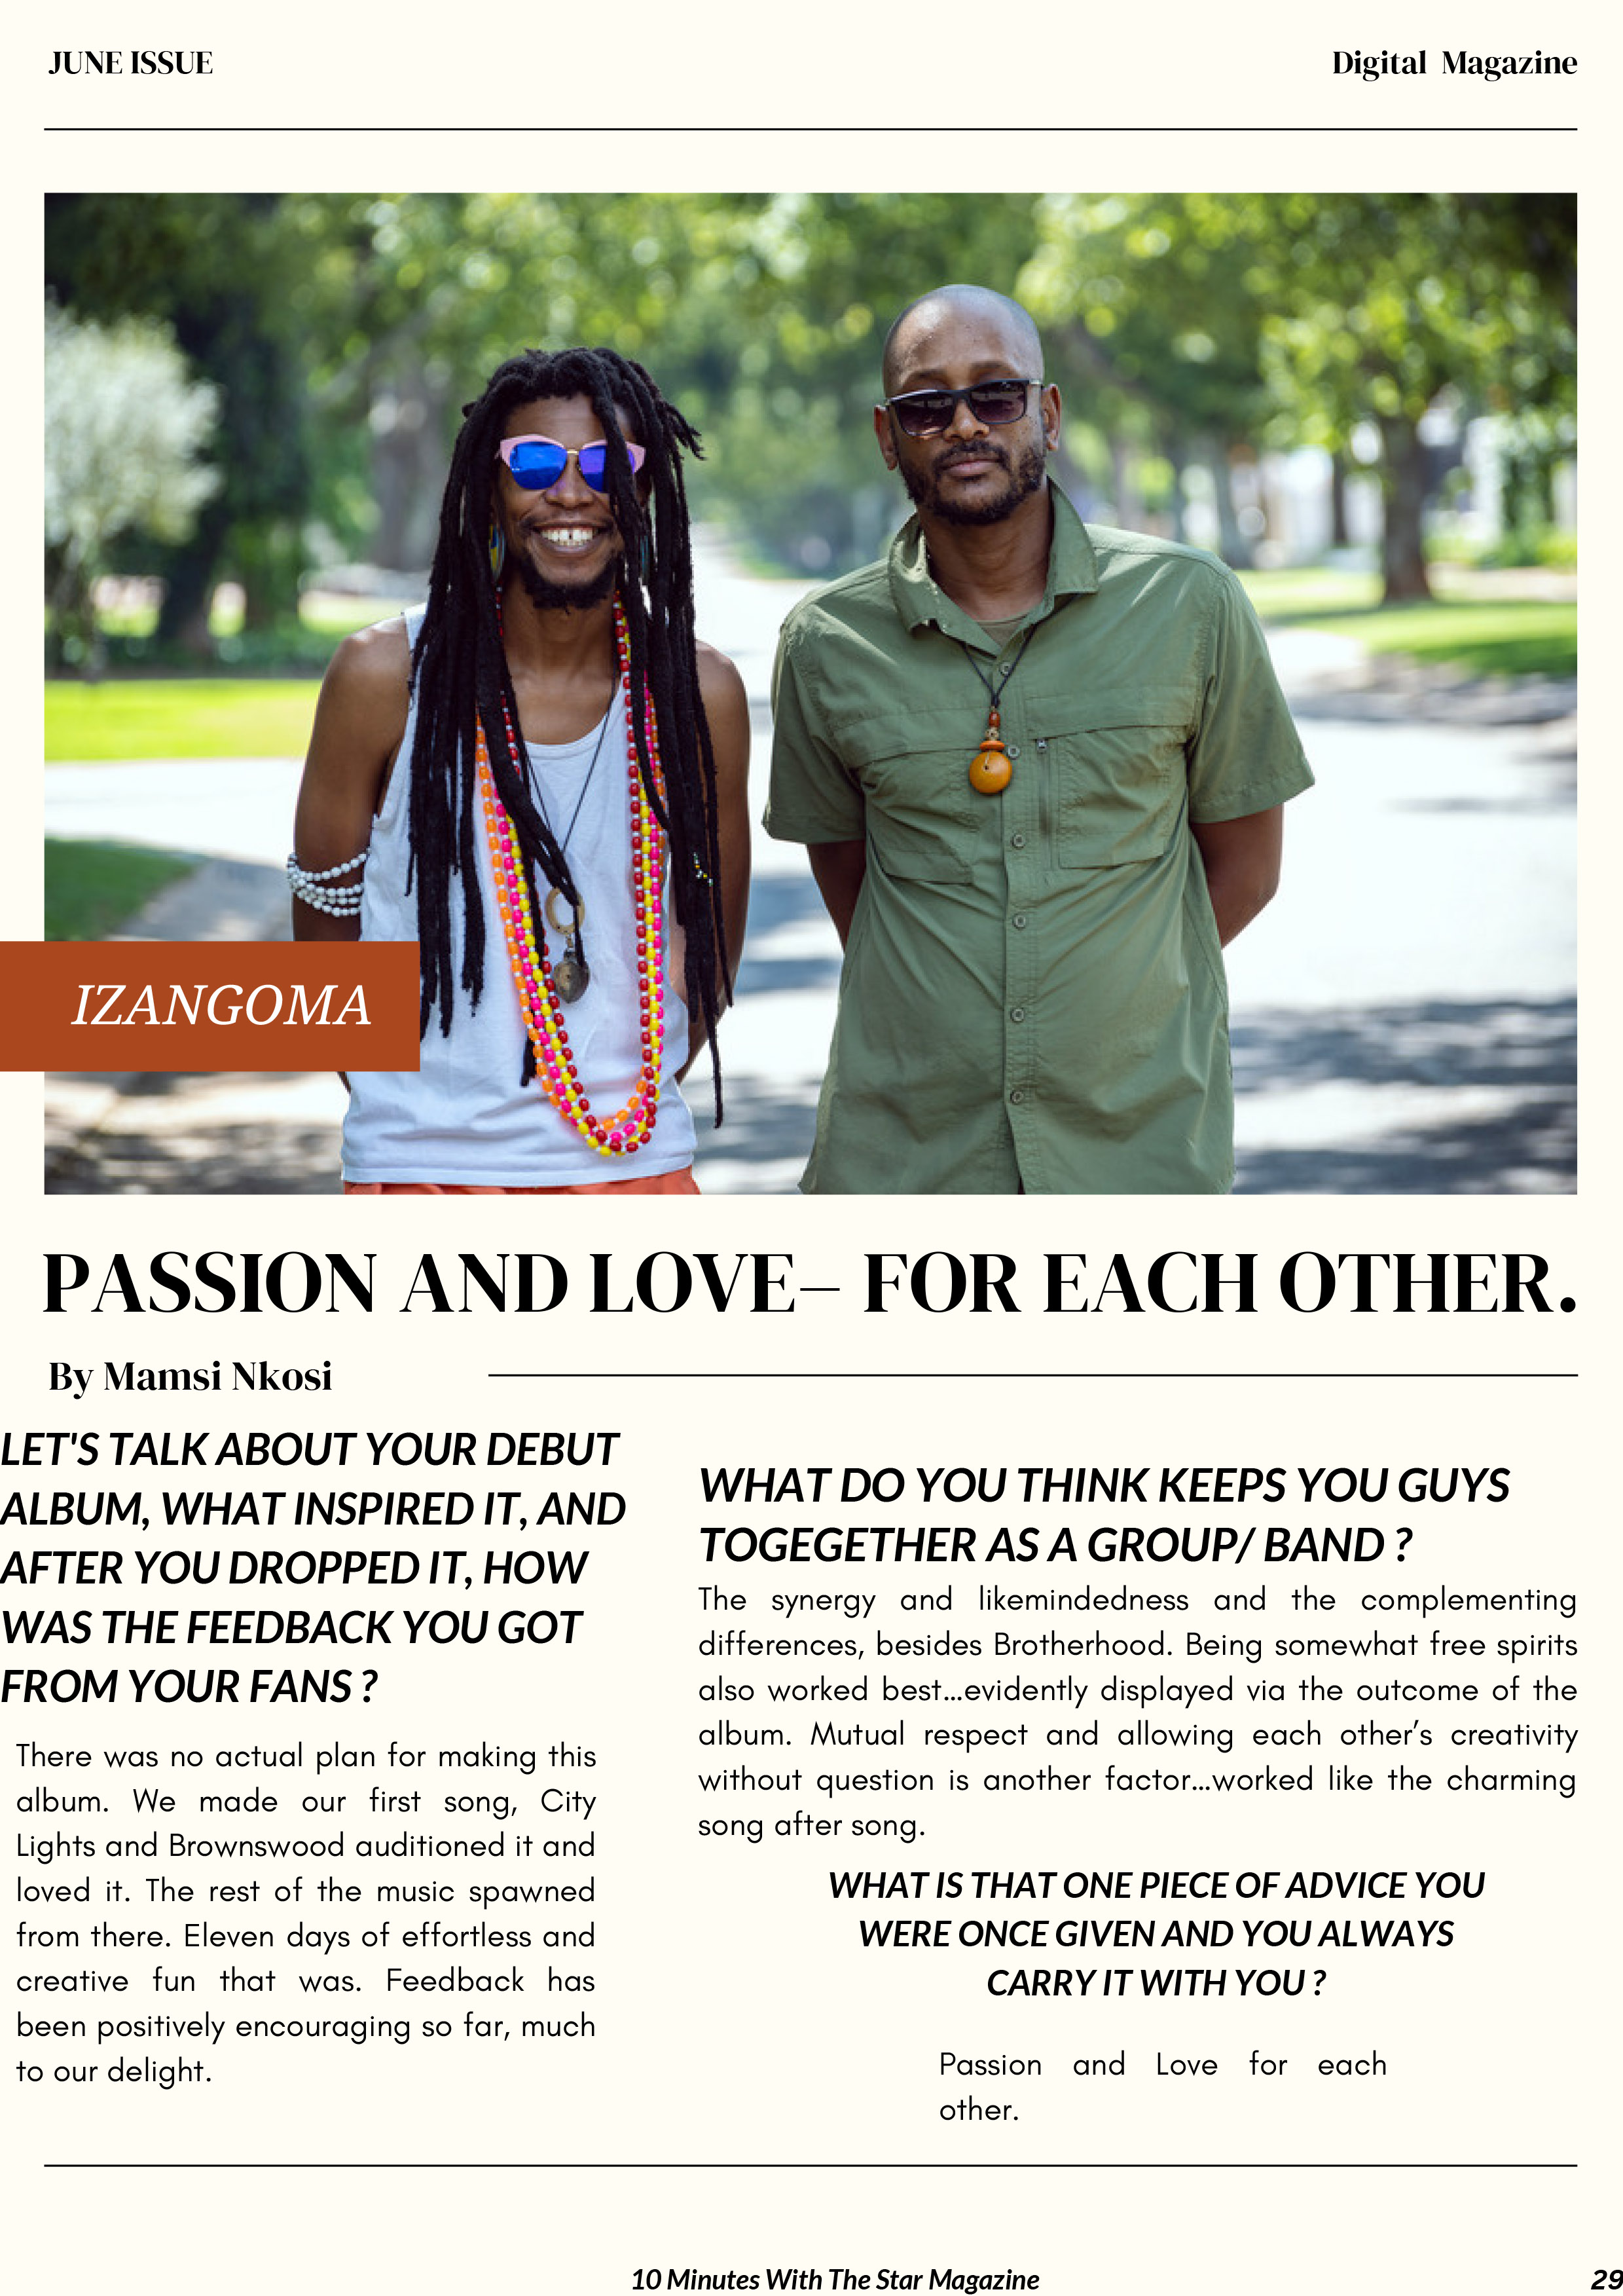 JUNE ISSUE
Digital Magazine
IZANGOMA
PASSION AND LOVE– FOR EACH OTHER.
By Mamsi Nkosi
LET'S TALK ABOUT YOUR DEBUT
ALBUM, WHAT INSPIRED IT, AND
AFTER YOU DROPPED IT, HOW
WAS THE FEEDBACK YOU GOT
FROM YOUR FANS ?
There was no actual plan for making this
album. We made our first song, City
Lights and Brownswood auditioned it and
loved it. The rest of the music spawned
from there. Eleven days of effortless and
creative fun that was. Feedback has
been positively encouraging so far, much
to our delight.
WHAT DO YOU THINK KEEPS YOU GUYS
TOGEGETHER AS A GROUP/ BAND ?
The synergy and likemindedness and the complementing
differences, besides Brotherhood. Being somewhat free spirits
also worked best...evidently displayed via the outcome of the
album. Mutual respect and allowing each other’s creativity
without question is another factor...worked like the charming
song after song.
WHAT IS THAT ONE PIECE OF ADVICE YOU
WERE ONCE GIVEN AND YOU ALWAYS
CARRY IT WITH YOU ?
Passion and Love for each
other.
10 Minutes With The Star Magazine
29